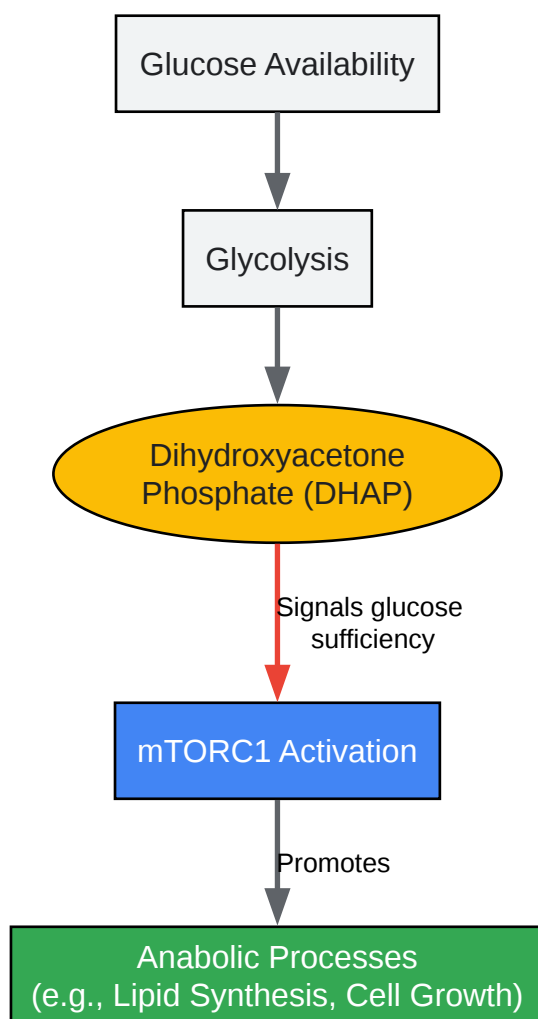 Glucose Availability
Glycolysis
Dihydroxyacetone
Phosphate (DHAP)
Signals glucose
sufficiency
mTORC1 Activation
Promotes
Anabolic Processes
(e.g., Lipid Synthesis, Cell Growth)